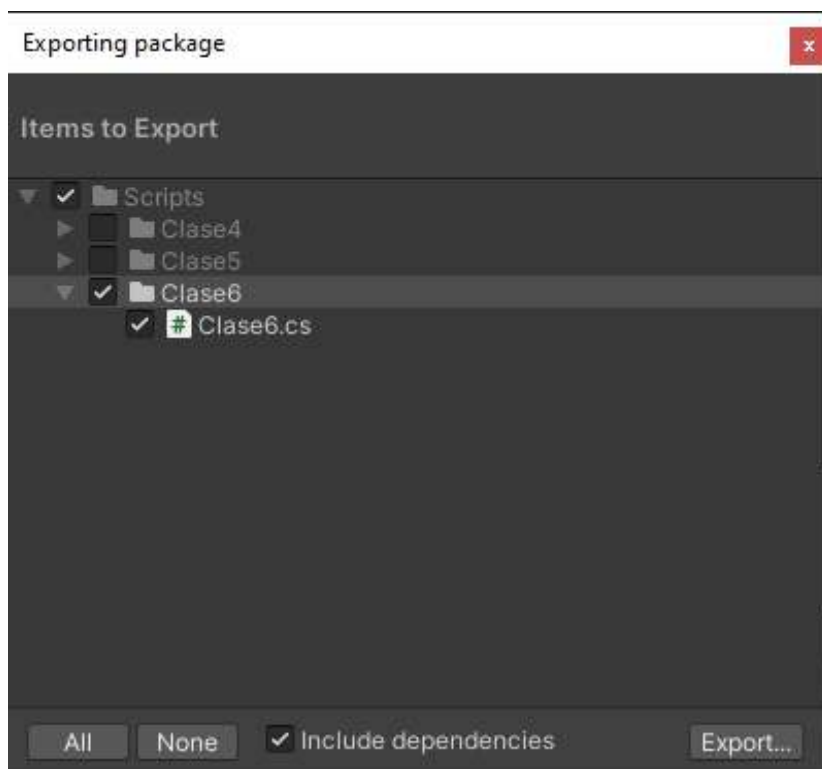 Exporting package
x
Items to Export
Scripts
Clase4
Clase5
Clase6
# Clase6.cs
All None Include dependencies Export...